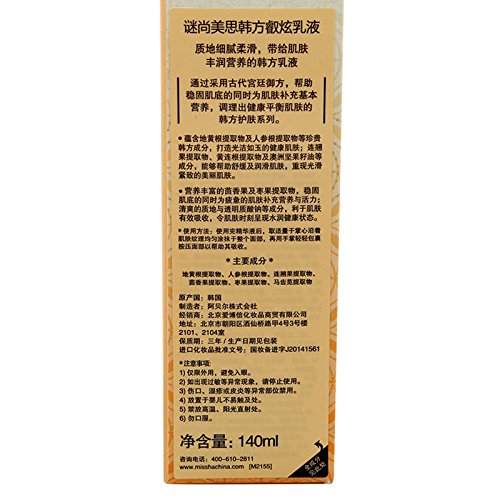 谜尚美思韩方叡炫乳液
质地细腻柔滑，带给肌肤
丰润营养的韩方乳液
通过采用古代宫廷御方，帮助
稳固肌底的同时为肌肤补充基本
营养，调理出健康平衡肌肤的
韩方护肤系列。
•蕴含地黄根提取物及人参根提取物等珍贵
韩方成分，打造光洁如玉的健康肌肤；连翘
果提取物、黄连根提取物及澳洲坚果籽油等
成分，能够帮助舒缓及润滑肌肤，重现光滑
紧致的美丽肌肤。
•营养丰富的茴香果及枣果提取物，稳固
肌底的同时为疲惫的肌肤补充营养与活力；
清爽的质地与透明质酸钠等成分，利于肌肤
有效吸收，令肌肤时刻呈现水润健康状态。
*使用方法：使用完精华液后，取适量于掌心沿着
肌肤纹理均匀涂抹于整个面部，再用手掌轻轻包裹
按压面部以帮助其吸收。
*主要成分*
地黄根提取物、人参根提取物、连翘果提取物、
茴香果提取物、枣果提取物、马齿苋提取物
原产国：韩国
制造者：阿贝尔株式会社
经销商：北京爱博信化妆品商贸有限公司
地址：北京市朝阳区酒仙桥路甲4号3号楼
2101、2104室
保质期：三年/生产日期见包装
进口化妆品批准文号：国妆备进字J20141561
注意事项：
1) 仅限外用，避免入眼。
2) 如出现过敏等异常现象，请停止使用。
3) 伤口、湿疹或皮炎等异常部位禁用。
4) 放置于婴儿不易触及处。
5) 禁放高温、阳光直射处。
6) 勿口服。
净含量：140ml
咨询电话：400-610-2811
www.misshachina.com [M2155]
全成分
见此处